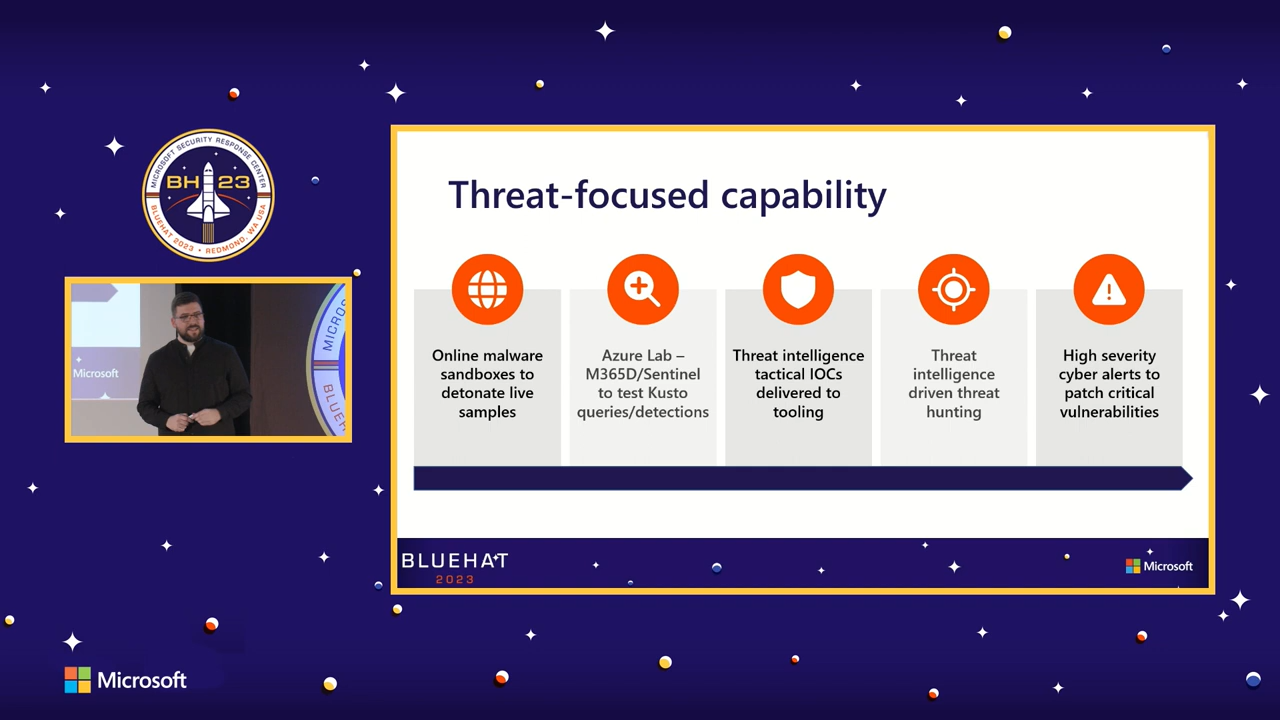 MICROSOFT SECURITY RESPONSE CENTER
BH 23
BLUEHAT 2023 • REDMOND, WA USA
Microsoft
MICROS
BLUEH
Threat-focused capability
Online malware
sandboxes to
detonate live
samples
Azure Lab –
M365D/Sentinel
to test Kusto
queries/detections
Threat intelligence
tactical IOCs
delivered to
tooling
Threat
intelligence
driven threat
hunting
High severity
cyber alerts to
patch critical
vulnerabilities
BLUEHAT
2023
Microsoft
Microsoft